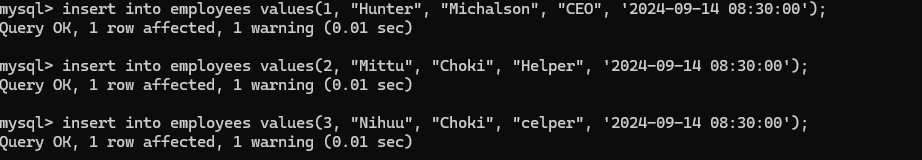 mysql> insert into employees values(1, "Hunter", "Michalson", "CEO", '2024-09-14 08:30:00');
Query OK, 1 row affected, 1 warning (0.01 sec)
mysql> insert into employees values(2, "Mittu", "Choki", "Helper", '2024-09-14 08:30:00');
Query OK, 1 row affected, 1 warning (0.01 sec)
mysql> insert into employees values(3, "Nihuu", "Choki", "celper", '2024-09-14 08:30:00');
Query OK, 1 row affected, 1 warning (0.01 sec)